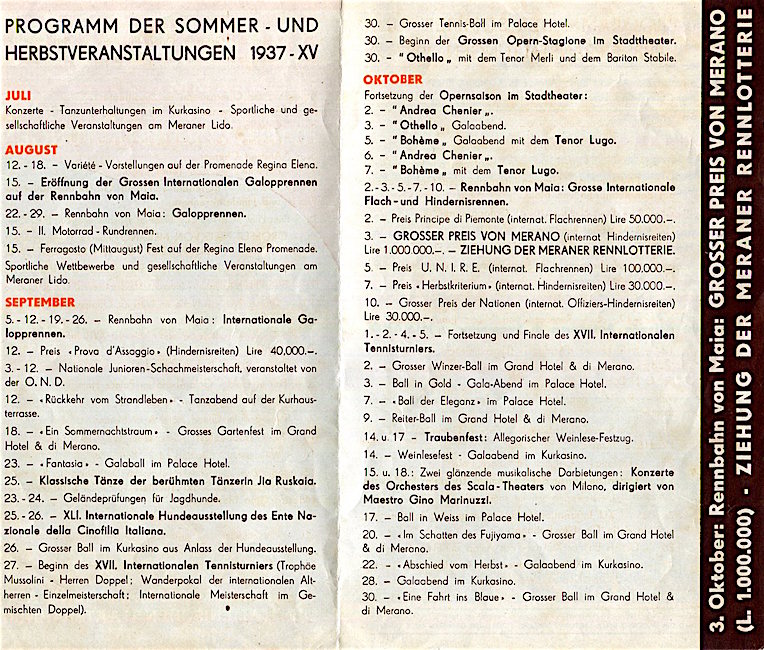 PROGRAMM DER SOMMER - UND
HERBSTVERANSTALTUNGEN 1937 - XV
JULI
Konzerte - Tanzunterhaltungen im Kurkasino - Sportliche und ge-
sellschaftliche Veranstaltungen am Meraner Lido.
AUGUST
12. - 18. - Variété - Vorstellungen auf der Promenade Regina Elena.
15. - Eröffnung der Grossen Internationalen Galopprennen
auf der Rennbahn von Maia.
22. - 29. - Rennbahn von Maia: Galopprennen.
15. - II. Motorrad - Rundrennen.
15. - Ferragosto (Mittaugust) Fest auf der Regina Elena Promenade.
Sportliche Wettbewerbe und gesellschaftliche Veranstaltungen am
Meraner Lido.
SEPTEMBER
5. - 12. - 19. - 26. - Rennbahn von Maia: Internationale Ga-
lopprennen.
12. - Preis «Prova d'Assaggio» (Hindernisreiten) Lire 40,000.-.
3. - 12. - Nationale Junioren-Schachmeisterschaft, veranstaltet von
der O. N. D.
12. - «Rückkehr vom Strandleben» - Tanzabend auf der Kurhaus-
terrasse.
18. - «Ein Sommernachtstraum» - Grosses Gartenfest im Grand
Hotel & di Merano.
23. - «Fantasia» - Galaball im Palace Hotel.
25. - Klassische Tänze der berühmten Tänzerin Jia Ruskaia.
23. - 24. - Geländeprüfungen für Jagdhunde.
25. - 26. - XLI. Internationale Hundeausstellung des Ente Na-
zionale della Cinofilia Italiana.
26. - Grosser Ball im Kurkasino aus Anlass der Hundeausstellung.
27. - Beginn des XVII. Internationalen Tennisturniers (Trophäe
Mussolini - Herren Doppel; Wanderpokal der internationalen Alt-
herren - Einzelmeisterschaft; Internationale Meisterschaft im Ge-
mischten Doppel).
30. - Grosser Tennis-Ball im Palace Hotel.
30. - Beginn der Grossen Opern-Stagione im Stadttheater.
30. - "Othello„ mit dem Tenor Merli und dem Bariton Stabile.
OKTOBER
Fortsetzung der Opernsaison im Stadtheater:
2. - "Andrea Chenier„.
3. - "Othello„ Galaabend.
5. - "Bohème„ Galaabend mit dem Tenor Lugo.
6. - "Andrea Chenier„.
7. - "Bohème„ mit dem Tenor Lugo.
2. - 3. - 5. - 7. - 10. - Rennbahn von Maia: Grosse Internationale
Flach - und Hindernisrennen.
2. - Preis Principe di Piemonte (internat. Flachrennen) Lire 50.000.-.
3. - GROSSER PREIS VON MERANO (internat Hindernisreiten)
Lire 1.000.000.-. - ZIEHUNG DER MERANER RENNLOTTERIE.
5. - Preis U. N. I. R. E. (internat. Flachrennen) Lire 100.000.-.
7. - Preis «Herbstkriterium» (internat. Hindernisreiten) Lire 30.000.-.
10. - Grosser Preis der Nationen (internat. Offiziers-Hindernisreiten)
Lire 30.000.-.
1. - 2. - 4. - 5. - Fortsetzung und Finale des XVII. Internationalen
Tennisturniers.
2. - Grosser Winzer-Ball im Grand Hotel & di Merano.
3. - Ball in Gold - Gala-Abend im Palace Hotel.
7. - «Ball der Eleganz» im Palace Hotel.
9. - Reiter-Ball im Grand Hotel & di Merano.
14. u. 17 - Traubenfest: Allegorischer Weinlese-Festzug.
14. - Weinlesefest - Galaabend im Kurkasino.
15. u. 18.: Zwei glänzende musikalische Darbietungen: Konzerte
des Orchesters des Scala-Theaters von Milano, dirigiert von
Maestro Gino Marinuzzi.
17. - Ball in Weiss im Palace Hotel.
20. - «Im Schatten des Fujiyama» - Grosser Ball im Grand Hotel
& di Merano.
22. - «Abschied vom Herbst» - Galaabend im Kurkasino.
28. - Galaabend im Kurkasino.
30. - «Eine Fahrt ins Blaue» - Grosser Ball im Grand Hotel &
di Merano.
3. Oktober: Rennbahn von Maia: GROSSER PREIS VON MERANO
(L. 1.000.000) - ZIEHUNG DER MERANER RENNLOTTERIE